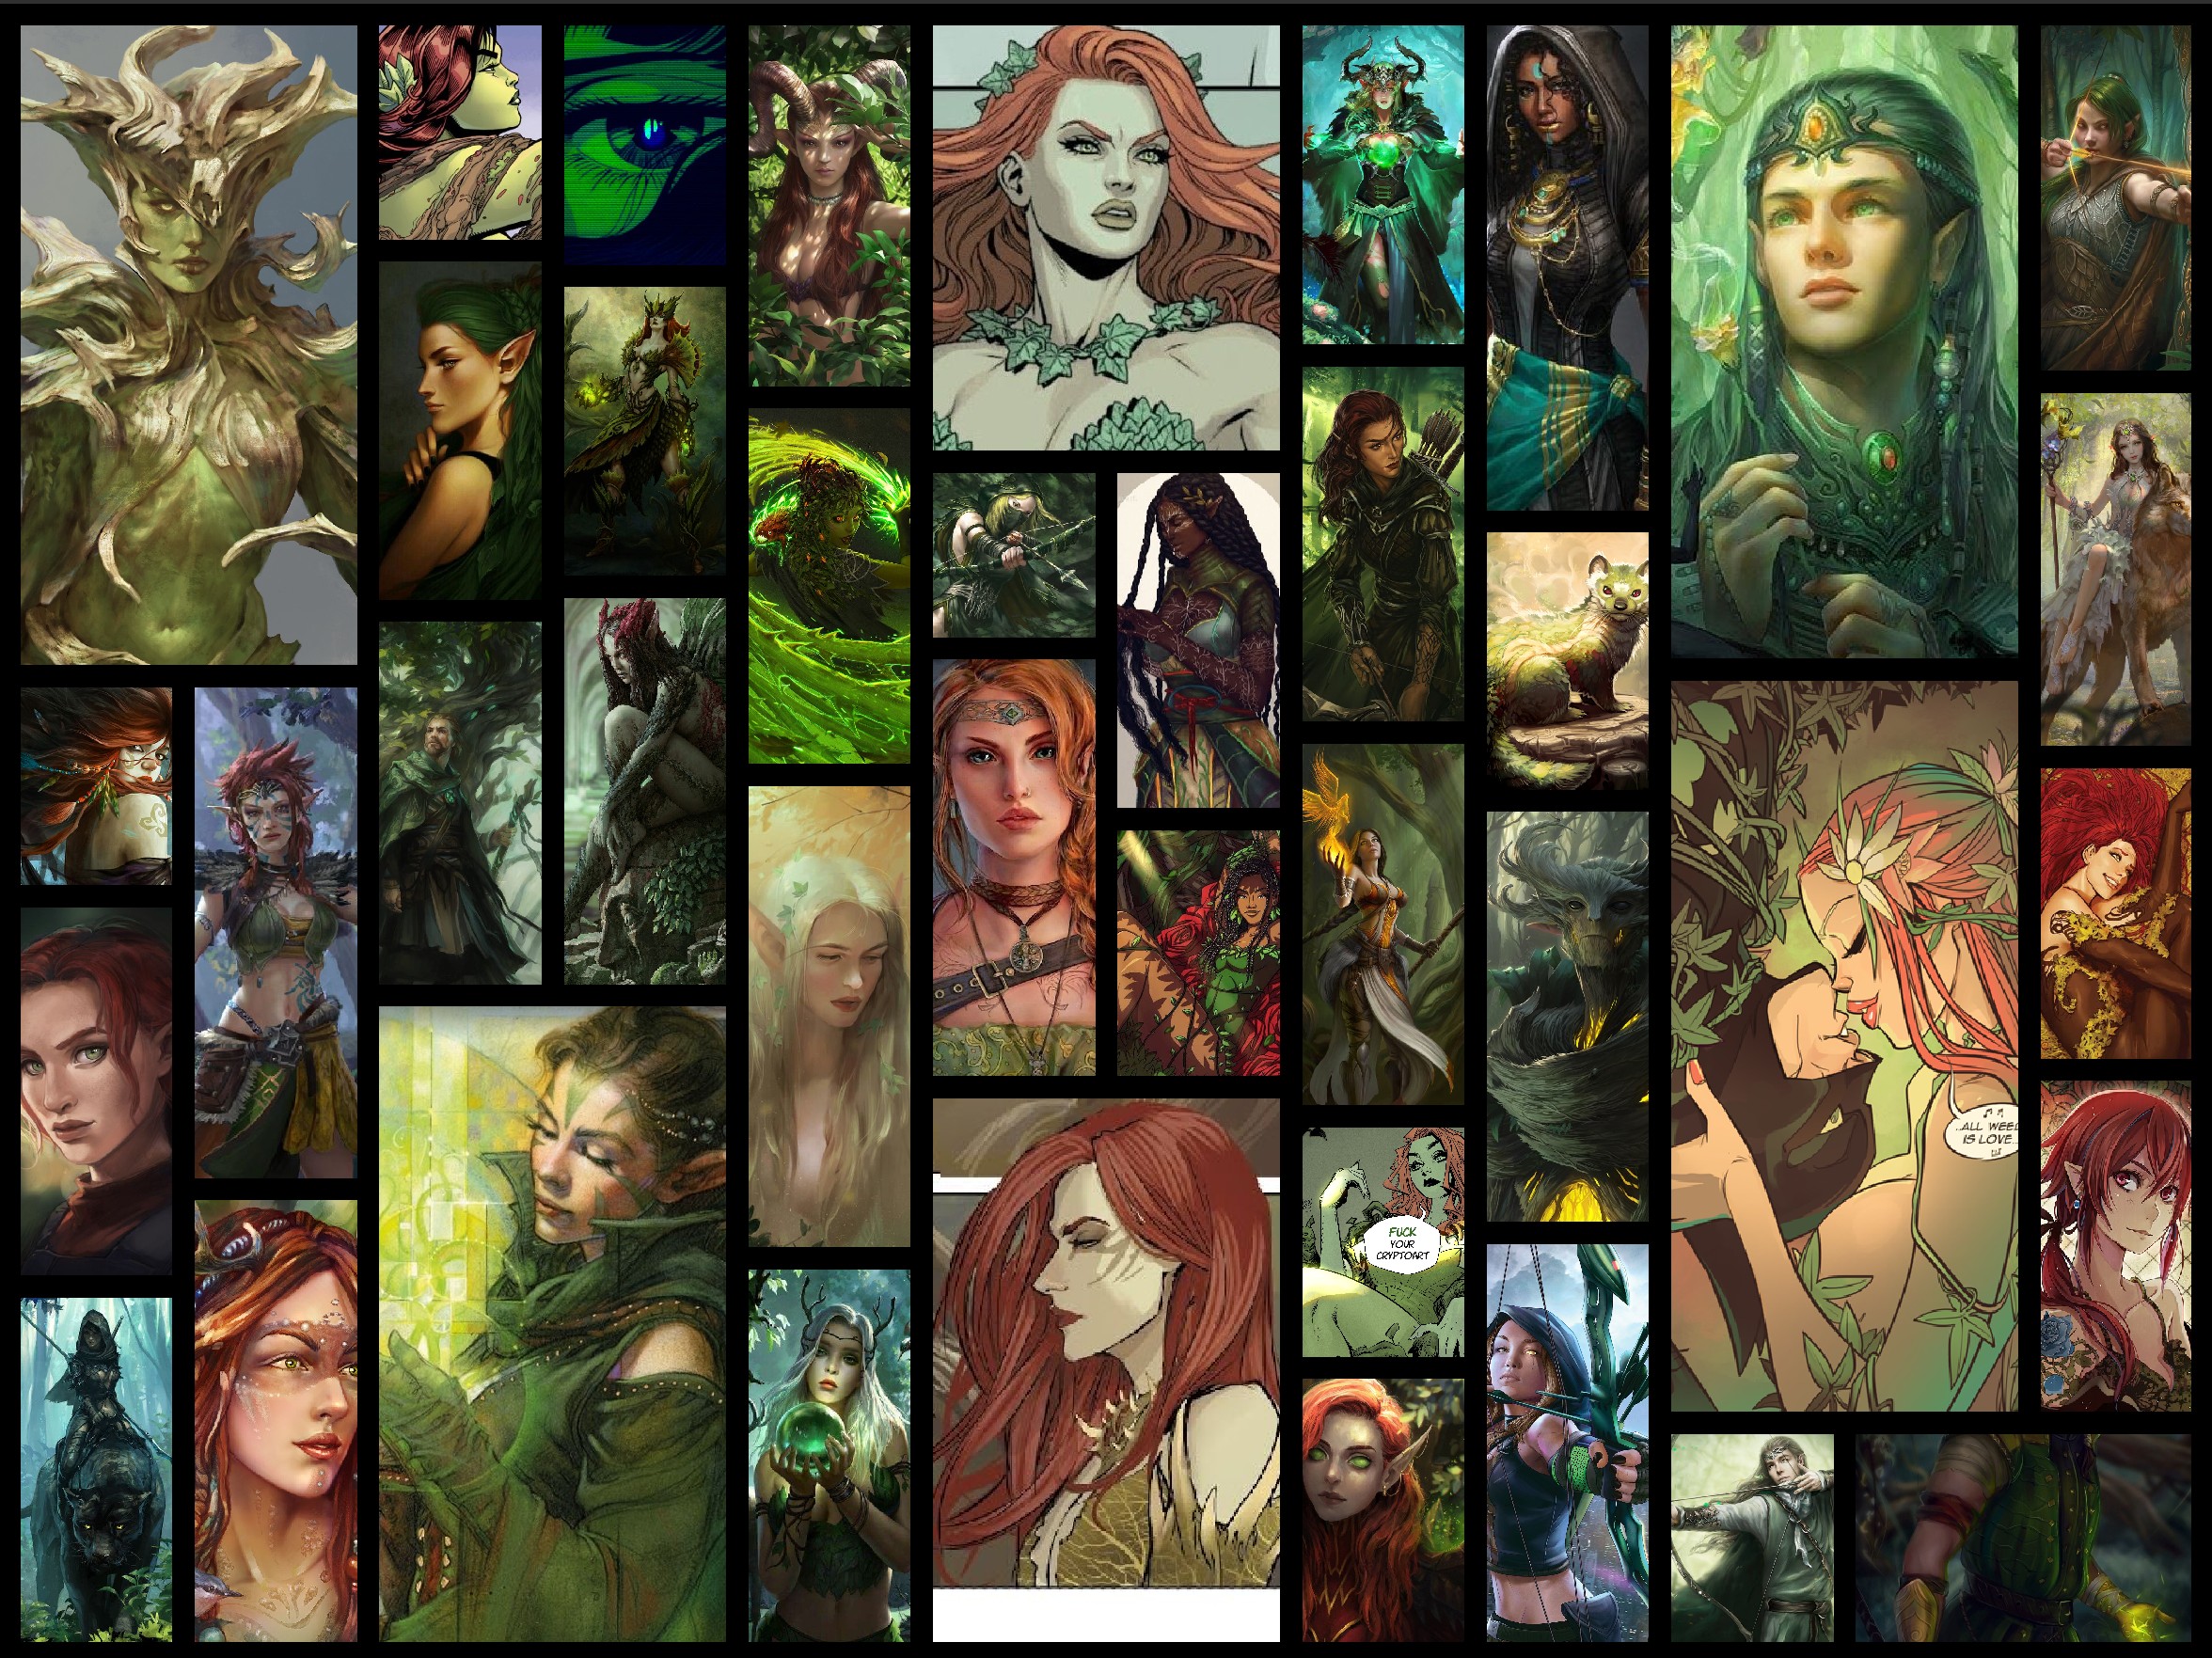 FUCK
YOUR
CRYPTOART
..ALL WEED
IS LOVE..